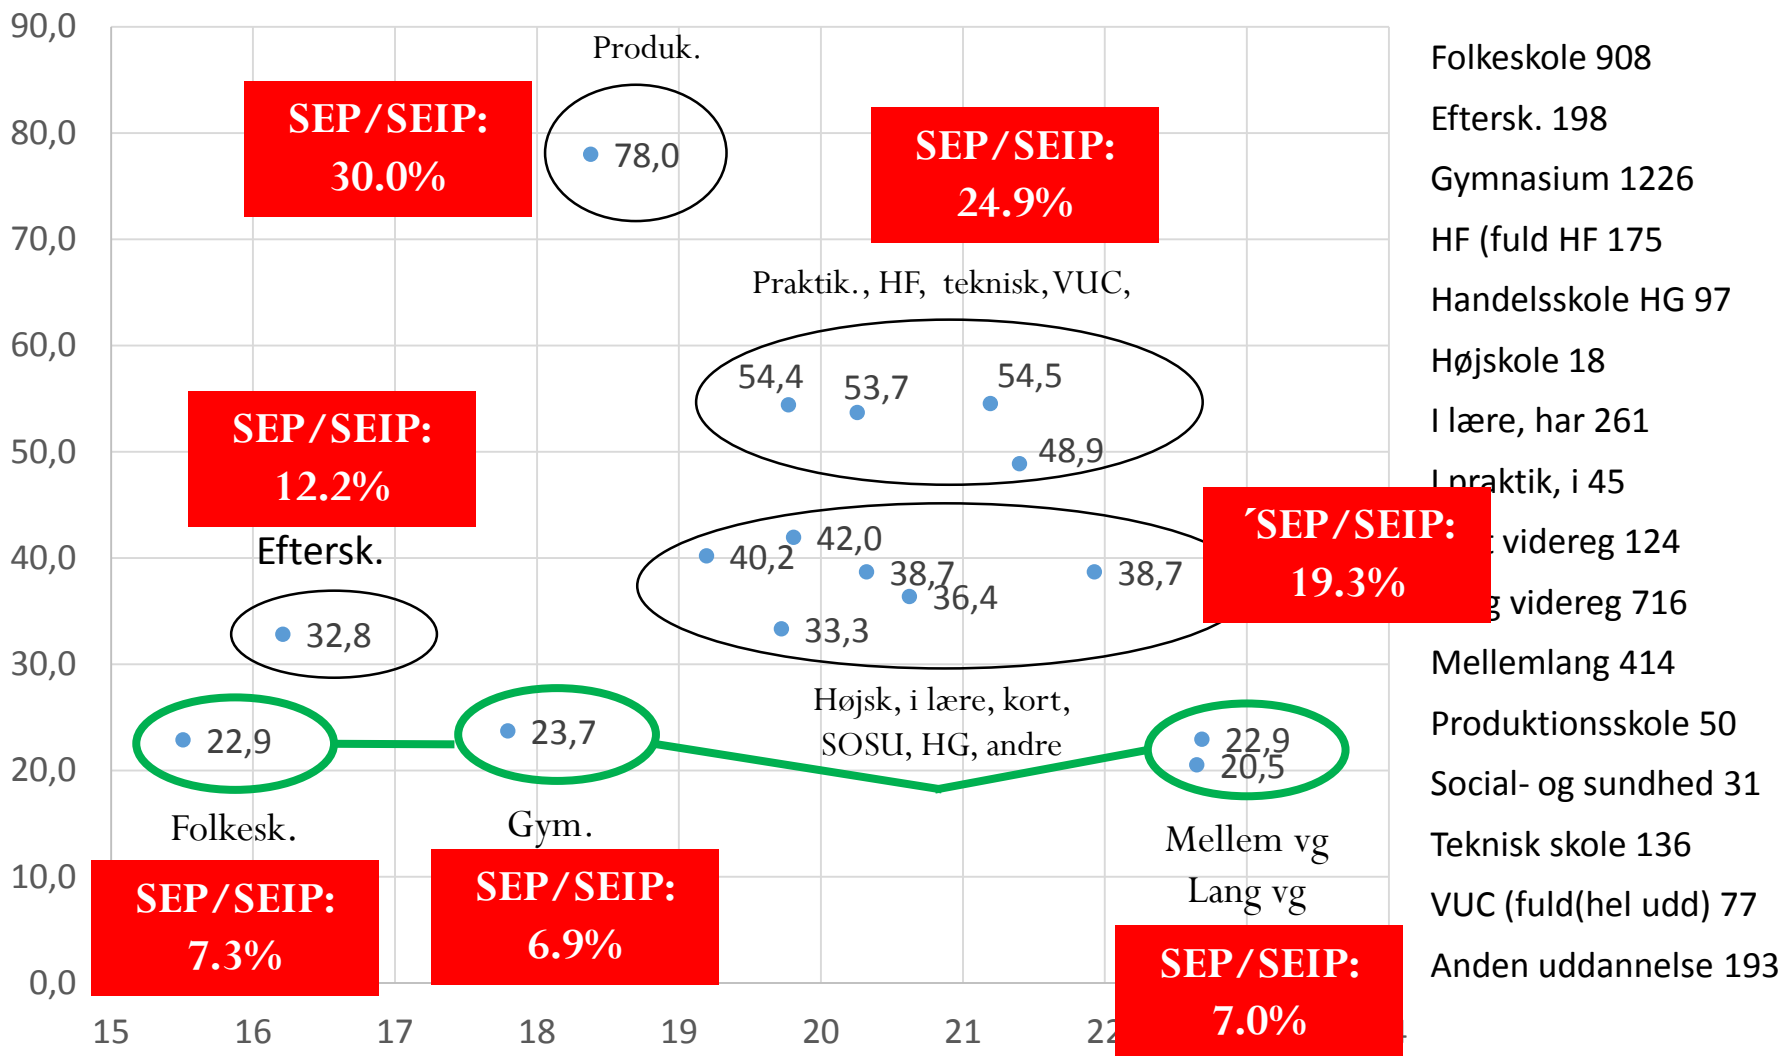 90,0
80,0
70,0
60,0
50,0
40,0
30,0
20,0
10,0
0,0
15 16 17 18 19 20 21
Produk.
SEP/SEIP:
30.0%
78,0
SEP/SEIP:
24.9%
Praktik., HF, teknisk, VUC,
54,4
53,7
54,5
48,9
SEP/SEIP:
12.2%
Eftersk.
32,8
40,2
42,0
38,7
36,4
33,3
38,7
´SEP/SEIP:
19.3%
Højsk, i lære, kort,
SOSU, HG, andre
22,9
Folkesk.
SEP/SEIP:
7.3%
23,7
Gym.
SEP/SEIP:
6.9%
22,9
20,5
Mellem vg
Lang vg
SEP/SEIP:
7.0%
Folkeskole 908
Eftersk. 198
Gymnasium 1226
HF (fuld HF 175
Handelsskole HG 97
Højskole 18
I lære, har 261
I praktik, i 45
videreg 124
videreg 716
Mellemlang 414
Produktionsskole 50
Social- og sundhed 31
Teknisk skole 136
VUC (fuld(hel udd) 77
Anden uddannelse 193